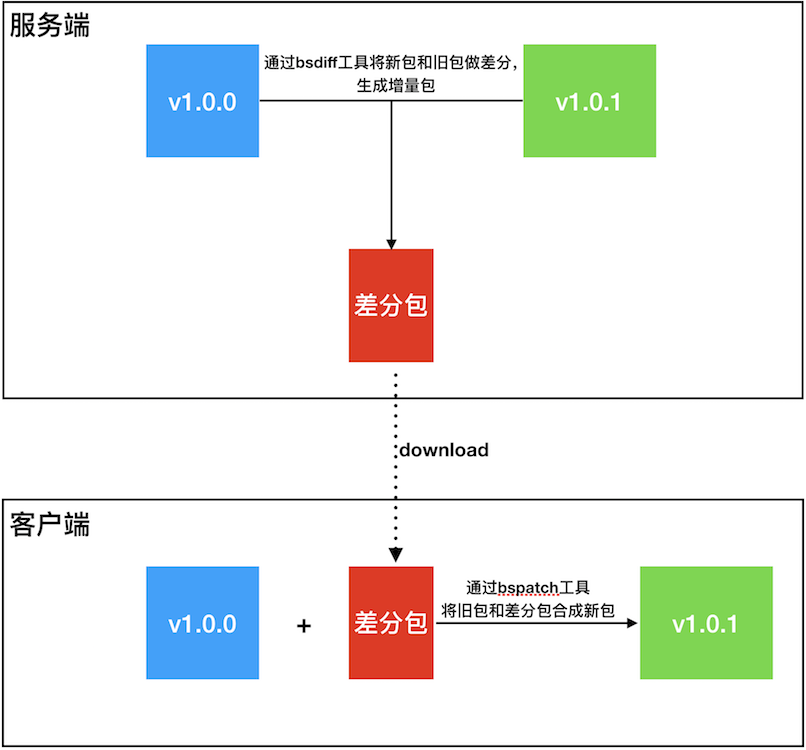 服务端
通过bsdiff工具将新包和旧包做差分，
生成增量包
v1.0.0
v1.0.1
差分包
download
客户端
v1.0.0
+
差分包
通过bspatch工具
将旧包和差分包合成新包
v1.0.1